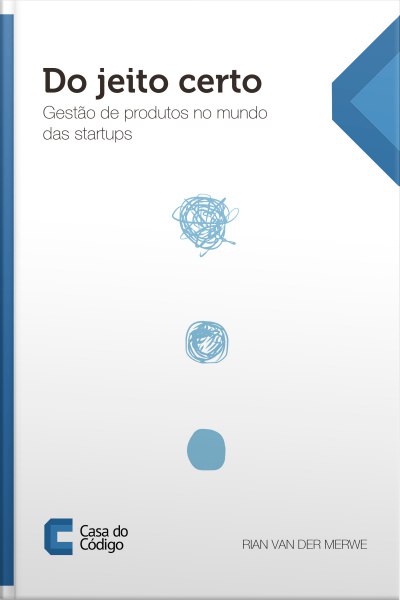 Do jeito certo
Gestão de produtos no mundo
das startups
Casa do
Código
RIAN VAN DER MERWE